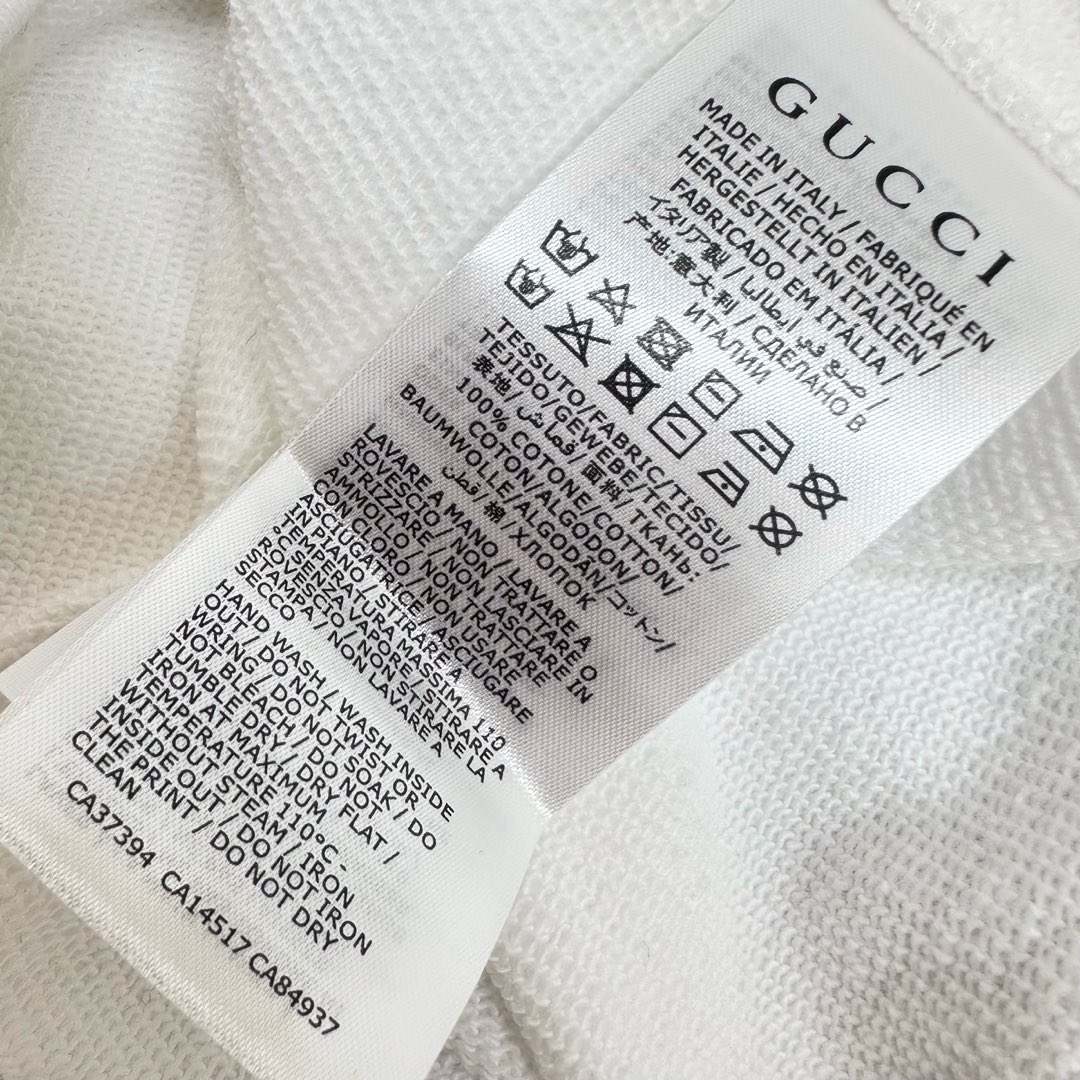 GUCCI
MADE IN ITALY / FABRIQUÉ EN
ITALIE / HECHO EN ITALIA /
HERGESTELLT IN ITALIEN /
FABRICADO EM ITÁLIA /
イタリア製 / صنع في ايطاليا /
产地:意大利 / СДЕЛАНО В
ИТАЛИИ
TESSUTO/FABRIC/TISSU/
TEJIDO/GEWEBE/TECIDO/
表地/قماش/面料/ТКАНЬ:
100% COTONE/COTTON/
COTON/ALGODON/
BAUMWOLLE/ALGODÃO/コットン/
قطن/棉/ХЛОПОК
LAVARE A MANO / LAVARE A
ROVESCIO / NON TRATTARE O
STRIZZARE / NON LASCIARE IN
AMMOLLO / NON TRATTARE
CON CLORO / NON USARE
ASCIUGATRICE / ASCIUGARE
IN PIANO / STIRARE A
TEMPERATURA MASSIMA 110
ROVESCIO / NON STIRARE LA
STAMPA / NON LAVARE A
SECCO
HAND WASH / WASH INSIDE
OUT / DO NOT TWIST OR
WRING / DO NOT SOAK / DO
NOT BLEACH / DO NOT
TUMBLE DRY / DRY FLAT /
IRON AT MAXIMUM
TEMPERATURE 110°C -
WITHOUT STEAM / IRON
INSIDE OUT / DO NOT IRON
THE PRINT / DO NOT DRY
CLEAN
CA37394 CA14517 CA84937